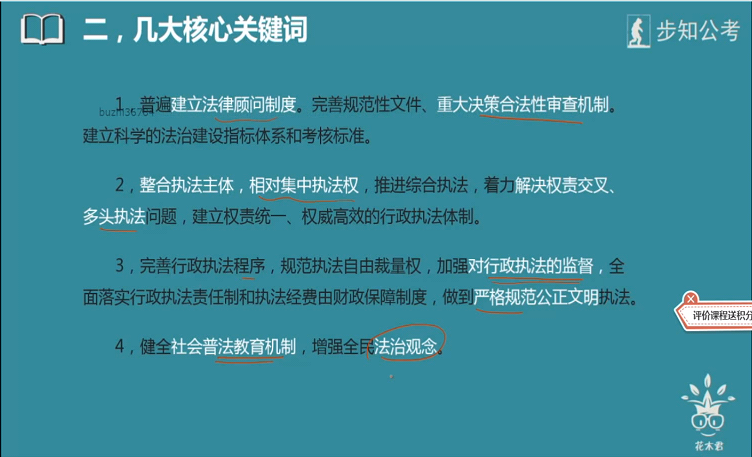 二，几大核心关键词
步知公考
1，普遍建立法律顾问制度。完善规范性文件、重大决策合法性审查机制。
建立科学的法治建设指标体系和考核标准。
2，整合执法主体，相对集中执法权，推进综合执法，着力解决权责交叉、
多头执法问题，建立权责统一、权威高效的行政执法体制。
3，完善行政执法程序，规范执法自由裁量权，加强对行政执法的监督，全
面落实行政执法责任制和执法经费由财政保障制度，做到严格规范公正文明执法。
评价课程送积分
4，健全社会普法教育机制，增强全民法治观念。
花木君